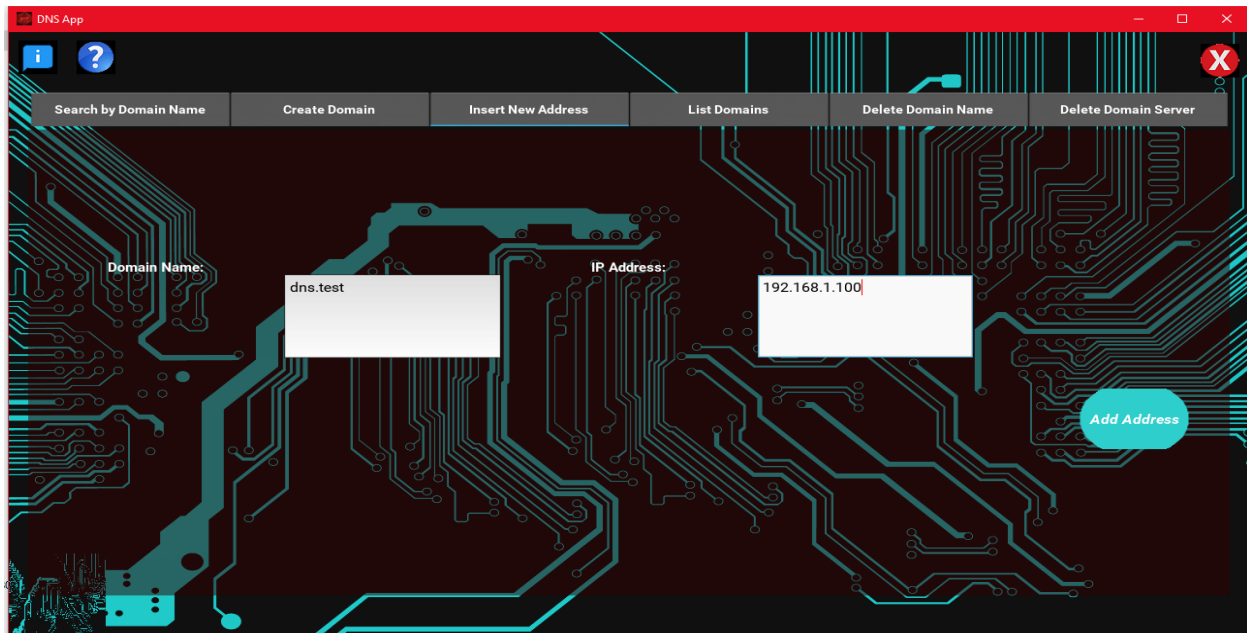 DNS App
i
?
X
Search by Domain Name
Create Domain
Insert New Address
List Domains
Delete Domain Name
Delete Domain Server
Domain Name:
dns.test
IP Address:
192.168.1.100
Add Address